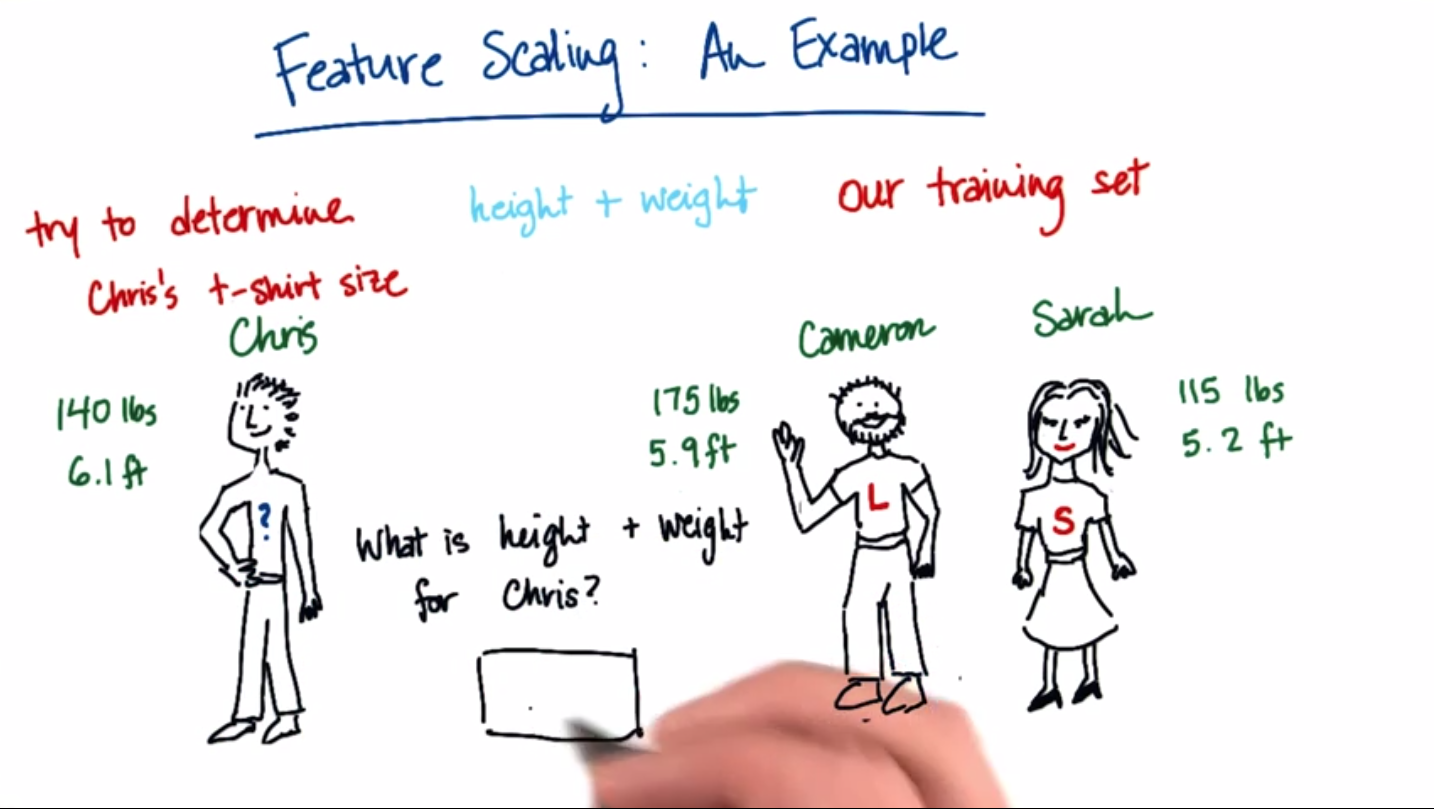 Feature Scaling: An Example
try to determine
Chris's t-shirt size
height + weight
our training set
Chris
140 lbs
6.1 ft
?
What is height + weight
for Chris?
Cameron
175 lbs
5.9 ft
L
Sarah
115 lbs
5.2 ft
S